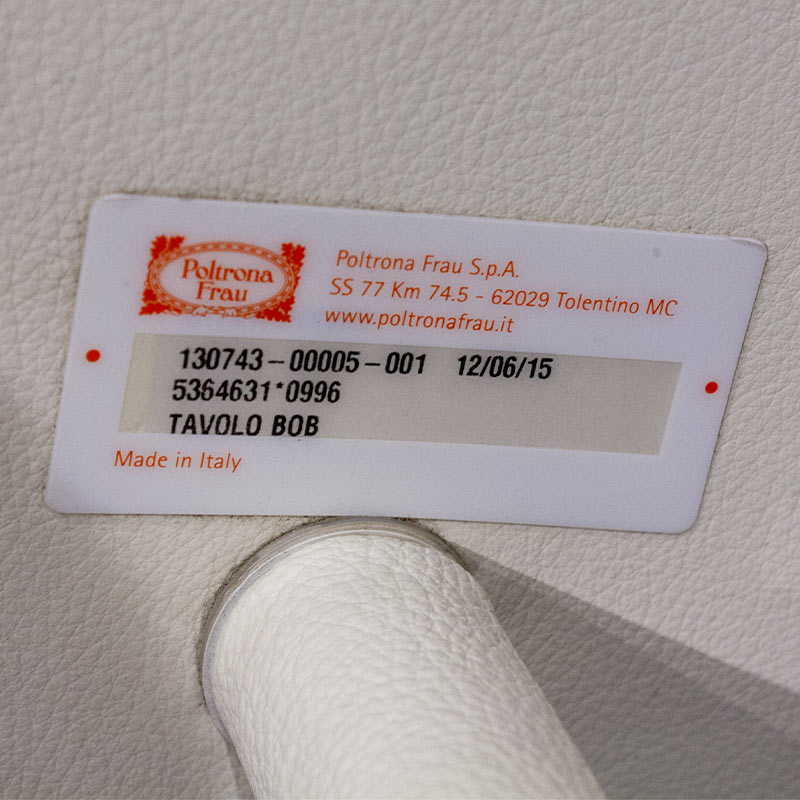 Poltrona
Frau
Poltrona Frau S.p.A.
SS 77 Km 74.5 - 62029 Tolentino MC
www.poltronafrau.it
130743-00005-001 12/06/15
5364631*0996
TAVOLO BOB
Made in Italy